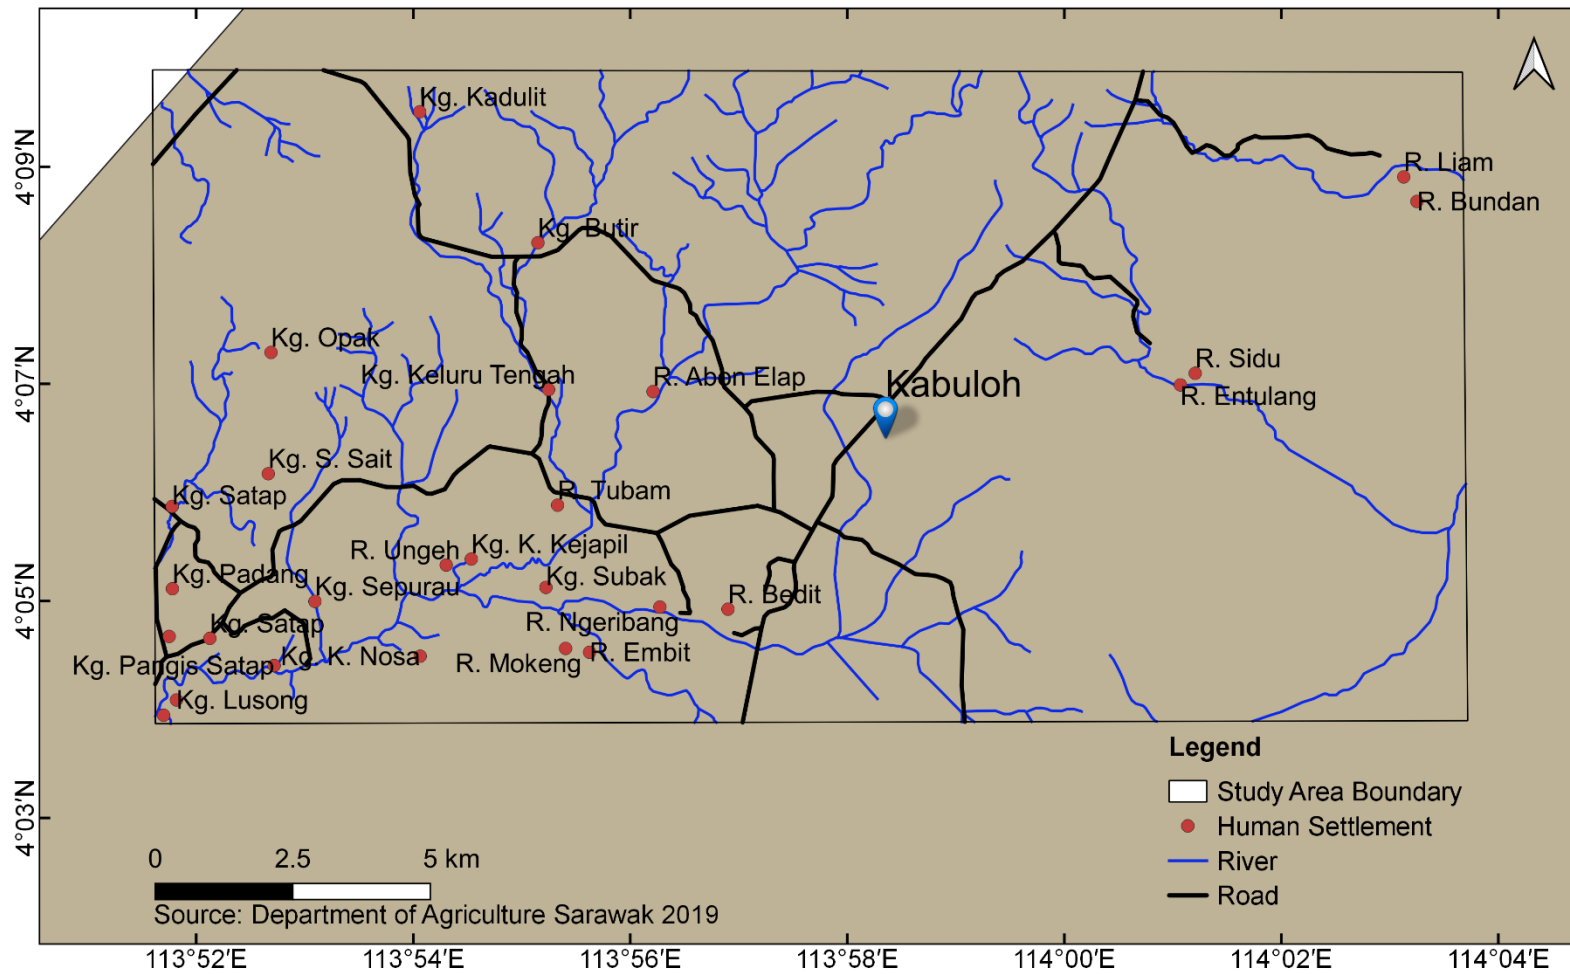 Kg. Kadulit
4°09'N
R. Liam
R. Bundan
Kg. Butir
Kg. Opak
Kg. Keluru Tengah
R. Abon Elap
Kabuloh
R. Sidu
R. Entulang
4°07'N
Kg. S. Sait
Kg. Satap
R. Tubam
R. Ungeh
Kg. K. Kejapil
Kg. Padang
Kg. Sepurau
Kg. Subak
R. Bedit
4°05'N
Kg. Satap
R. Ngeribang
Kg. Pangis Satap
Kg. K. Nosa
R. Mokeng
R. Embit
Kg. Lusong
4°03'N
Legend
Study Area Boundary
Human Settlement
River
Road
0 2.5 5 km
Source: Department of Agriculture Sarawak 2019
113°52'E 113°54'E 113°56'E 113°58'E 114°00'E 114°02'E 114°04'E